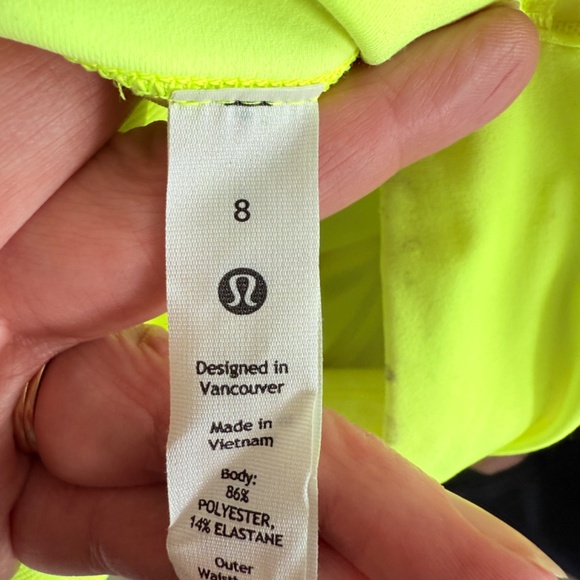 8
Designed in
Vancouver
Made in
Vietnam
Body:
86%
POLYESTER,
14% ELASTANE
Outer